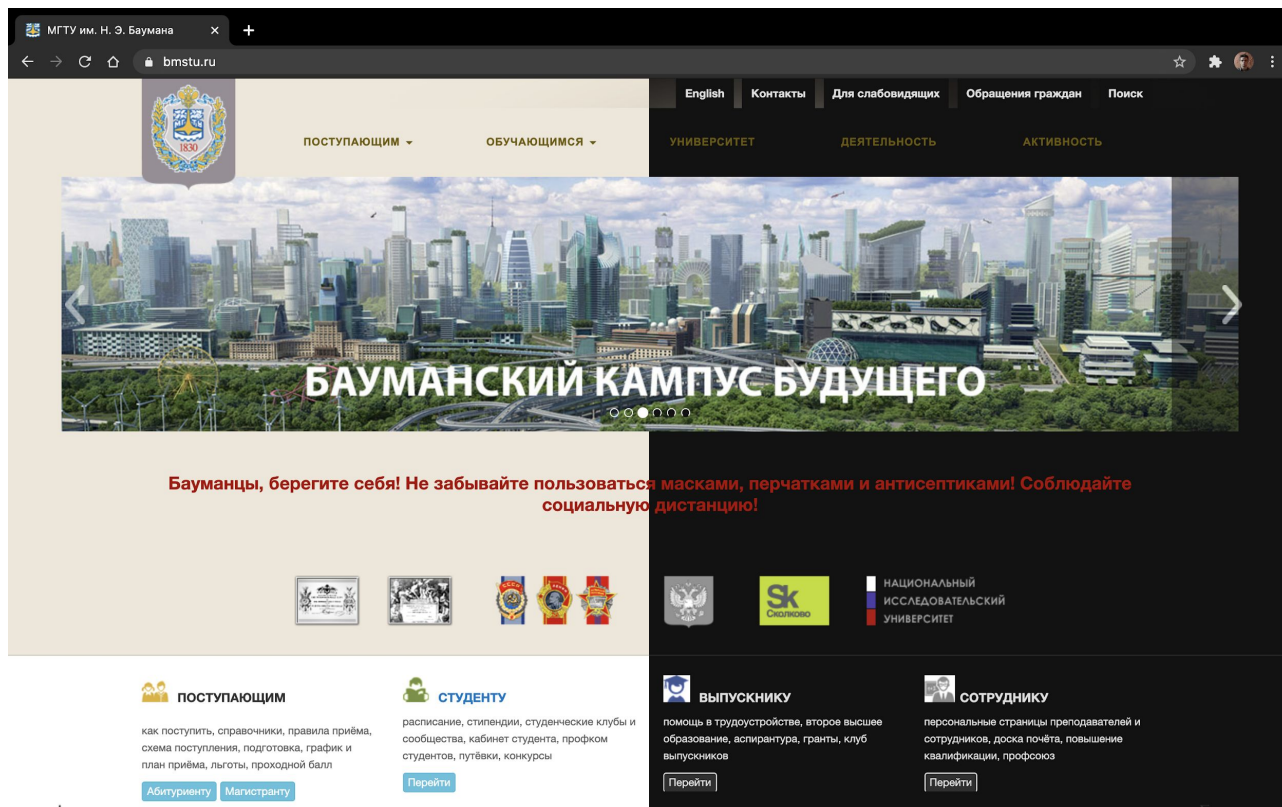 МГТУ им. Н. Э. Баумана
bmstu.ru
English Контакты Для слабовидящих Обращения граждан Поиск
1830
ПОСТУПАЮЩИМ ОБУЧАЮЩИМСЯ УНИВЕРСИТЕТ ДЕЯТЕЛЬНОСТЬ АКТИВНОСТЬ
БАУМАНСКИЙ КАМПУС БУДУЩЕГО
Бауманцы, берегите себя! Не забывайте пользоваться масками, перчатками и антисептиками! Соблюдайте
социальную дистанцию!
Sk
Сколково
НАЦИОНАЛЬНЫЙ
ИССЛЕДОВАТЕЛЬСКИЙ
УНИВЕРСИТЕТ
ПОСТУПАЮЩИМ
как поступить, справочники, правила приёма,
схема поступления, подготовка, график и
план приёма, льготы, проходной балл
Абитуриенту Магистранту
СТУДЕНТУ
расписание, стипендии, студенческие клубы и
сообщества, кабинет студента, профком
студентов, путёвки, конкурсы
Перейти
ВЫПУСКНИКУ
помощь в трудоустройстве, второе высшее
образование, аспирантура, гранты, клуб
выпускников
Перейти
СОТРУДНИКУ
персональные страницы преподавателей и
сотрудников, доска почёта, повышение
квалификации, профсоюз
Перейти